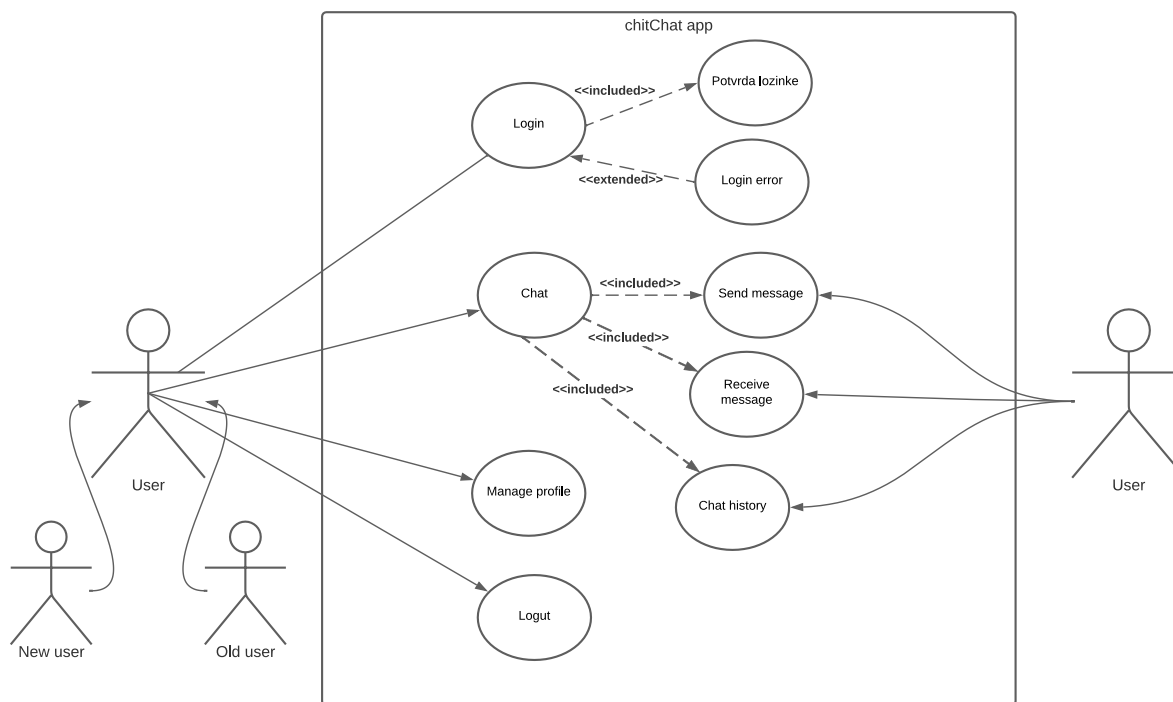 chitChat app
Potvrda lozinke
<<included>>
Login
<<extended>>
Login error
<<included>>
Chat
Send message
<<included>>
Receive
message
<<included>>
User
User
Manage profile
Chat history
Logut
New user
Old user